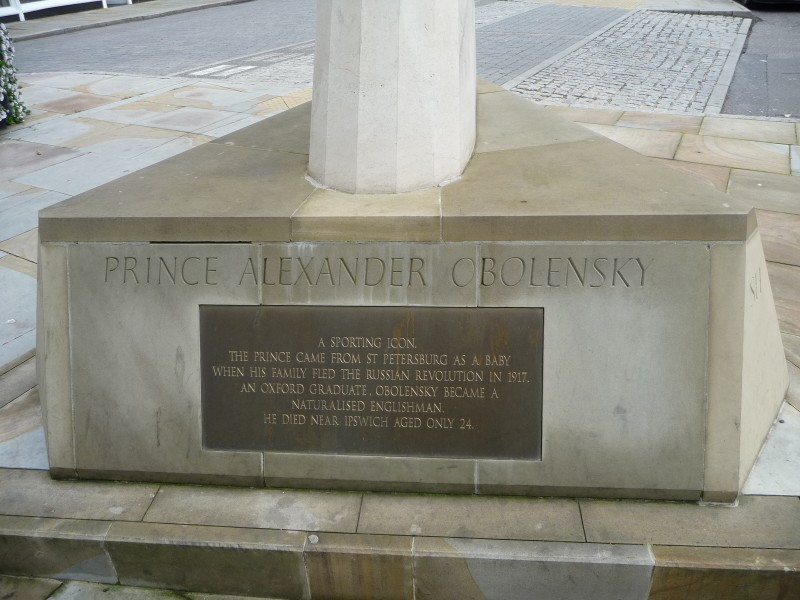 PRINCE ALEXANDER OBOLENSKY
A SPORTING ICON.
THE PRINCE CAME FROM ST PETERSBURG AS A BABY
WHEN HIS FAMILY FLED THE RUSSIAN REVOLUTION IN 1917.
AN OXFORD GRADUATE, OBOLENSKY BECAME A
NATURALISED ENGLISHMAN.
HE DIED NEAR IPSWICH AGED ONLY 24.